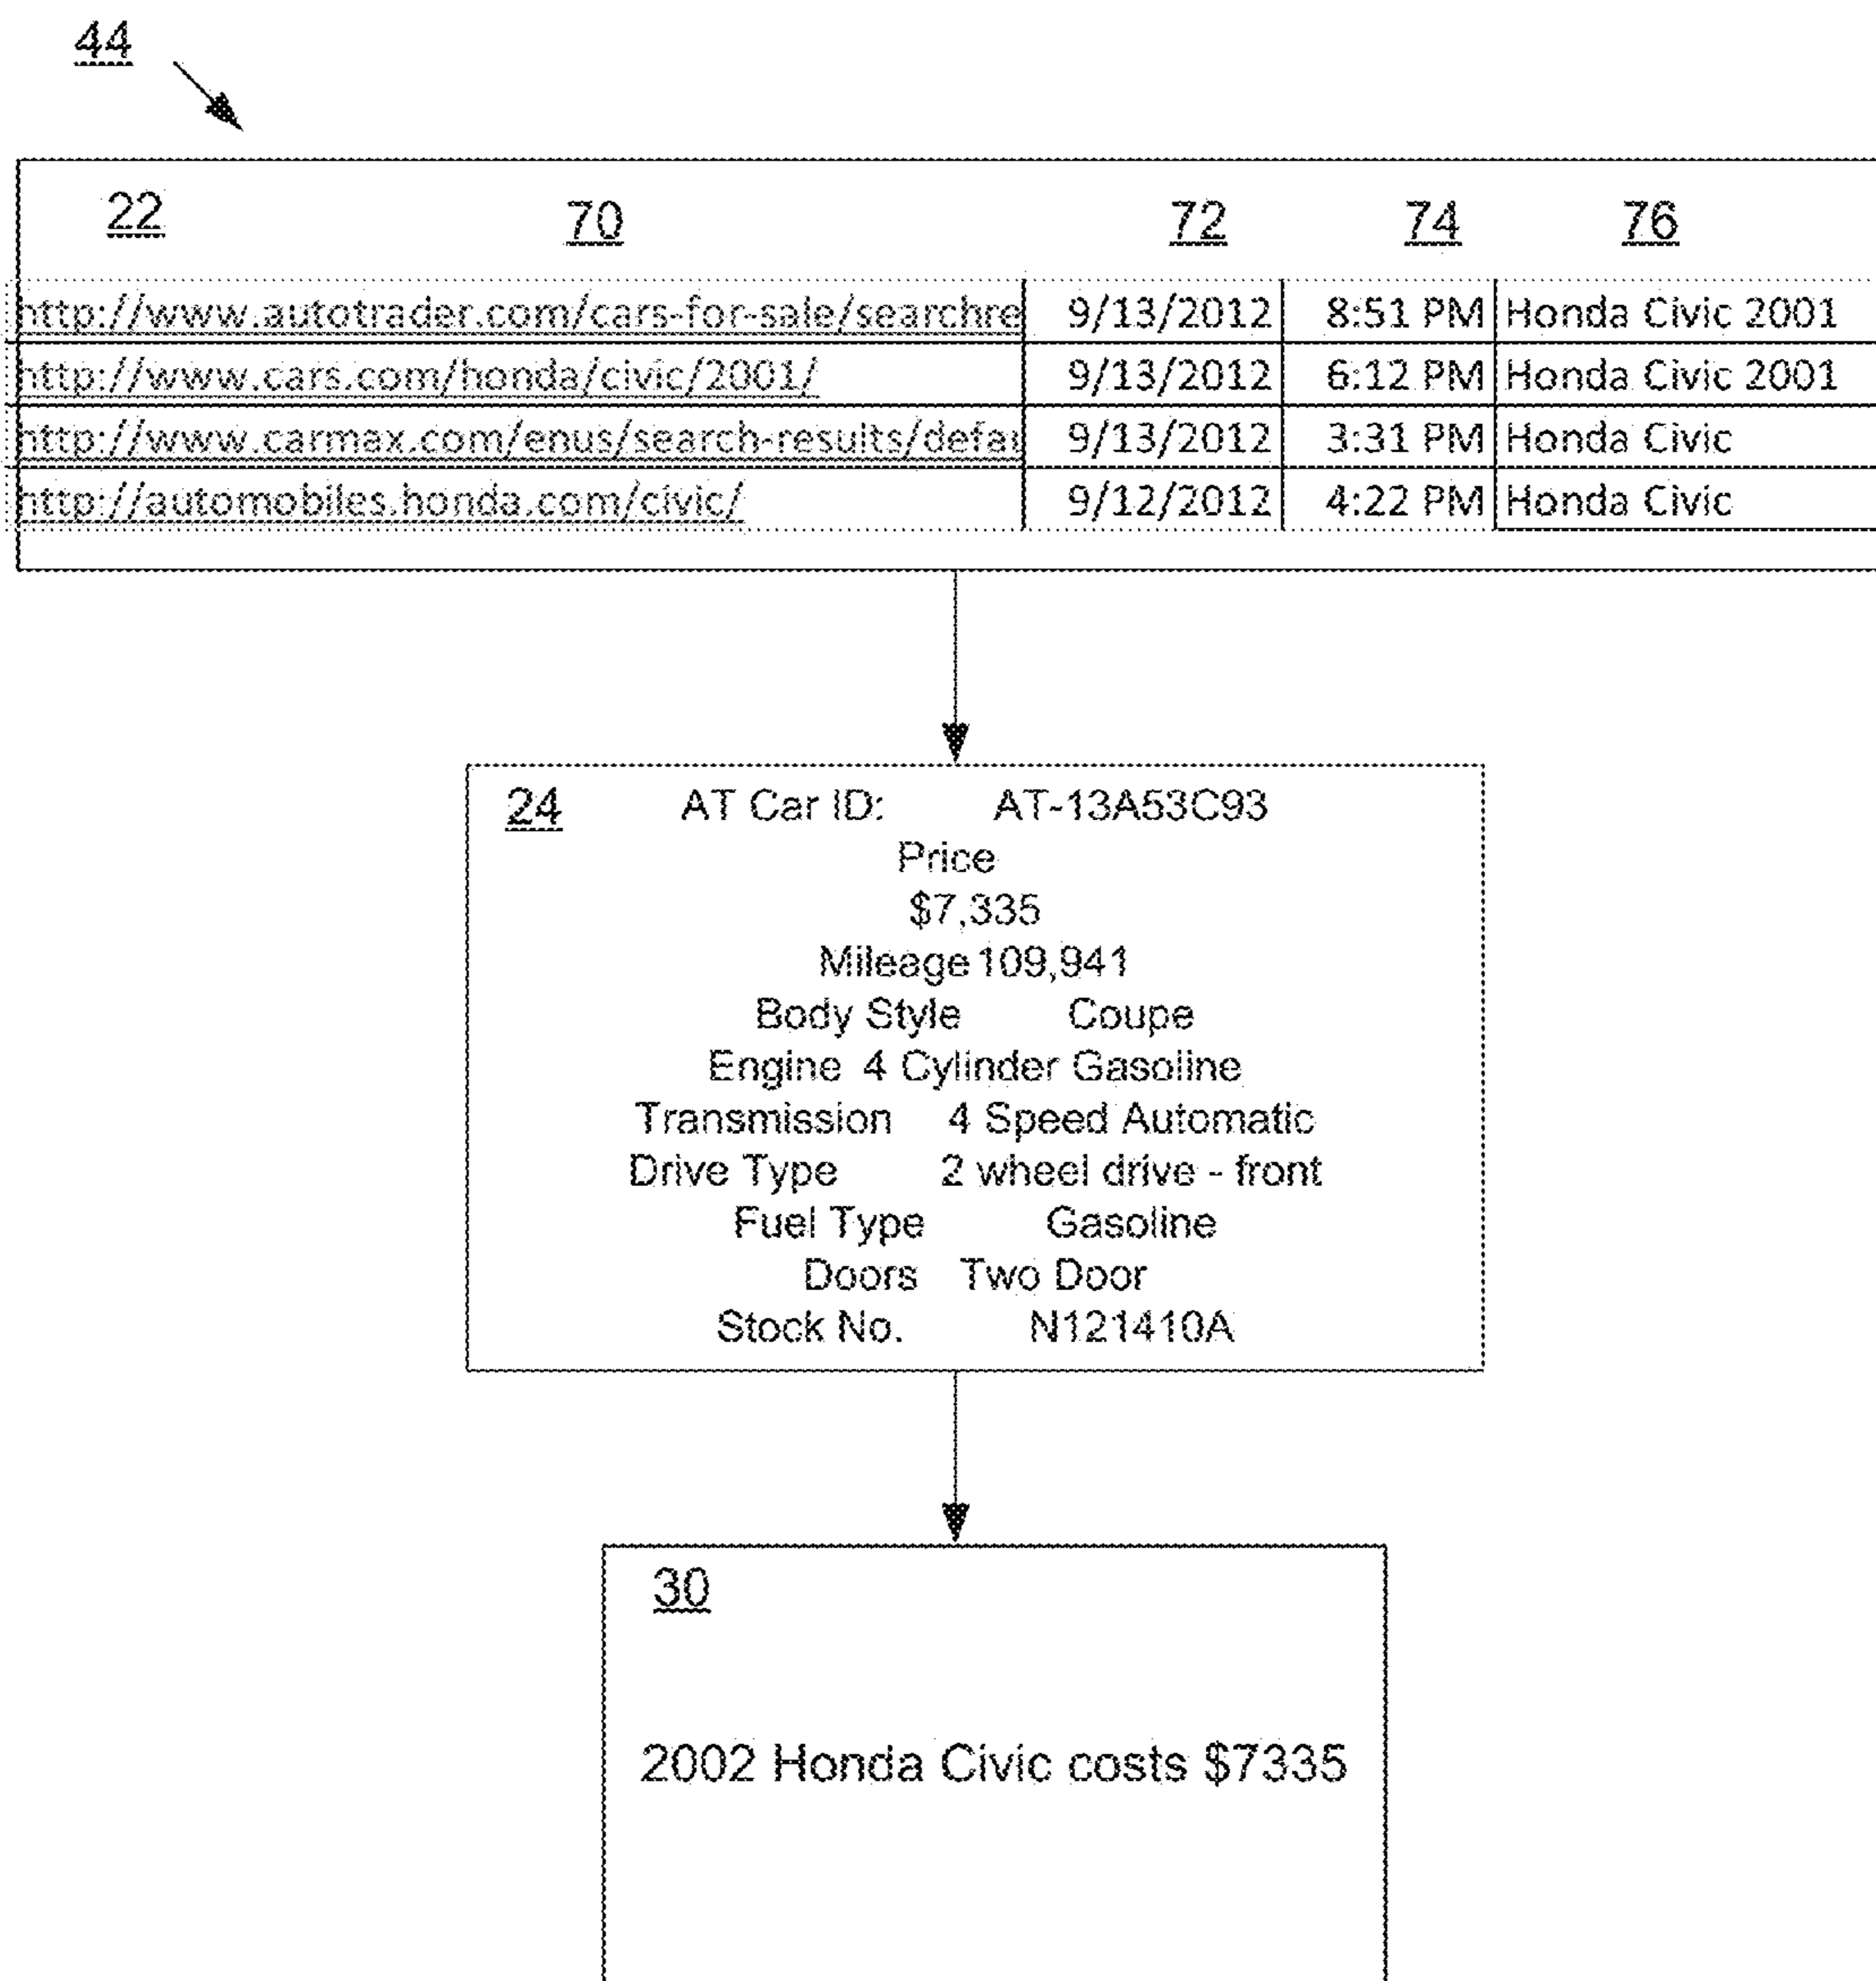 44
22 70 72 74 76
http://www.autotrader.com/cars-for-sale/searchre 9/13/2012 8:51 PM Honda Civic 2001
http://www.cars.com/honda/civic/2001/ 9/13/2012 6:12 PM Honda Civic 2001
http://www.carmax.com/enus/search-results/defau 9/13/2012 3:31 PM Honda Civic
http://automobiles.honda.com/civic/ 9/12/2012 4:22 PM Honda Civic
24 AT Car ID: AT-13A53C93
Price
$7,335
Mileage 109,941
Body Style Coupe
Engine 4 Cylinder Gasoline
Transmission 4 Speed Automatic
Drive Type 2 wheel drive - front
Fuel Type Gasoline
Doors Two Door
Stock No. N121410A
30
2002 Honda Civic costs $7335